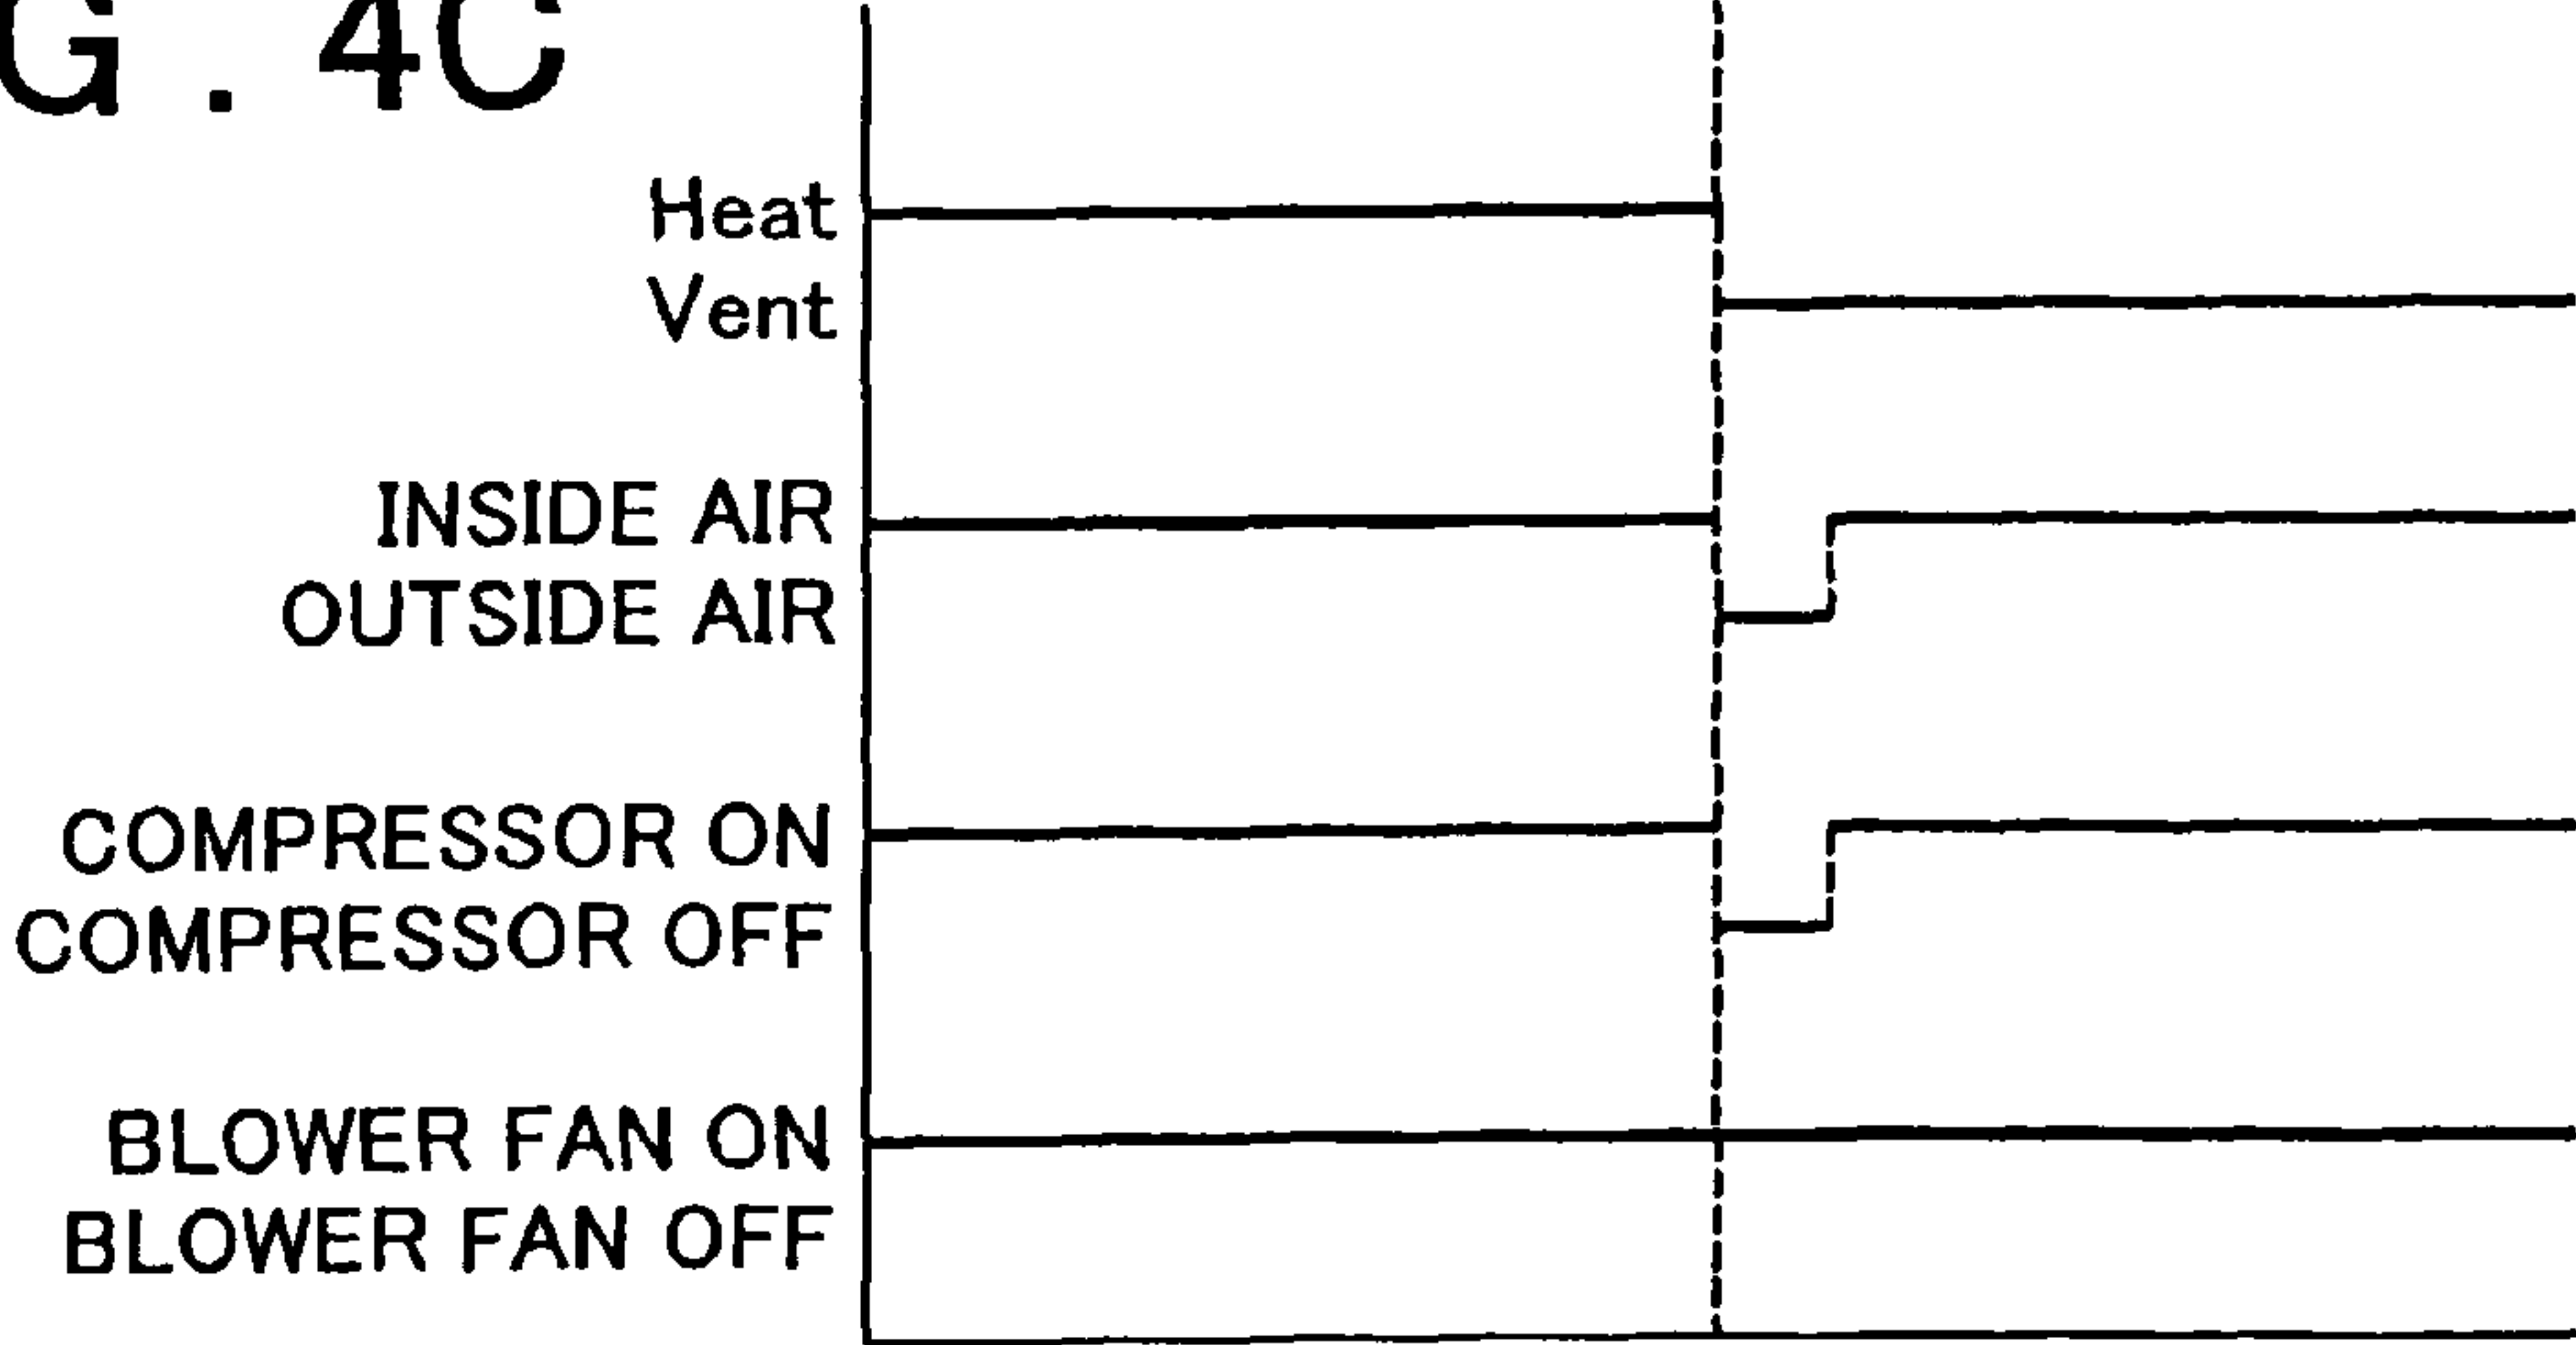 G. 4C
Heat
Vent
INSIDE AIR
OUTSIDE AIR
COMPRESSOR ON
COMPRESSOR OFF
BLOWER FAN ON
BLOWER FAN OFF